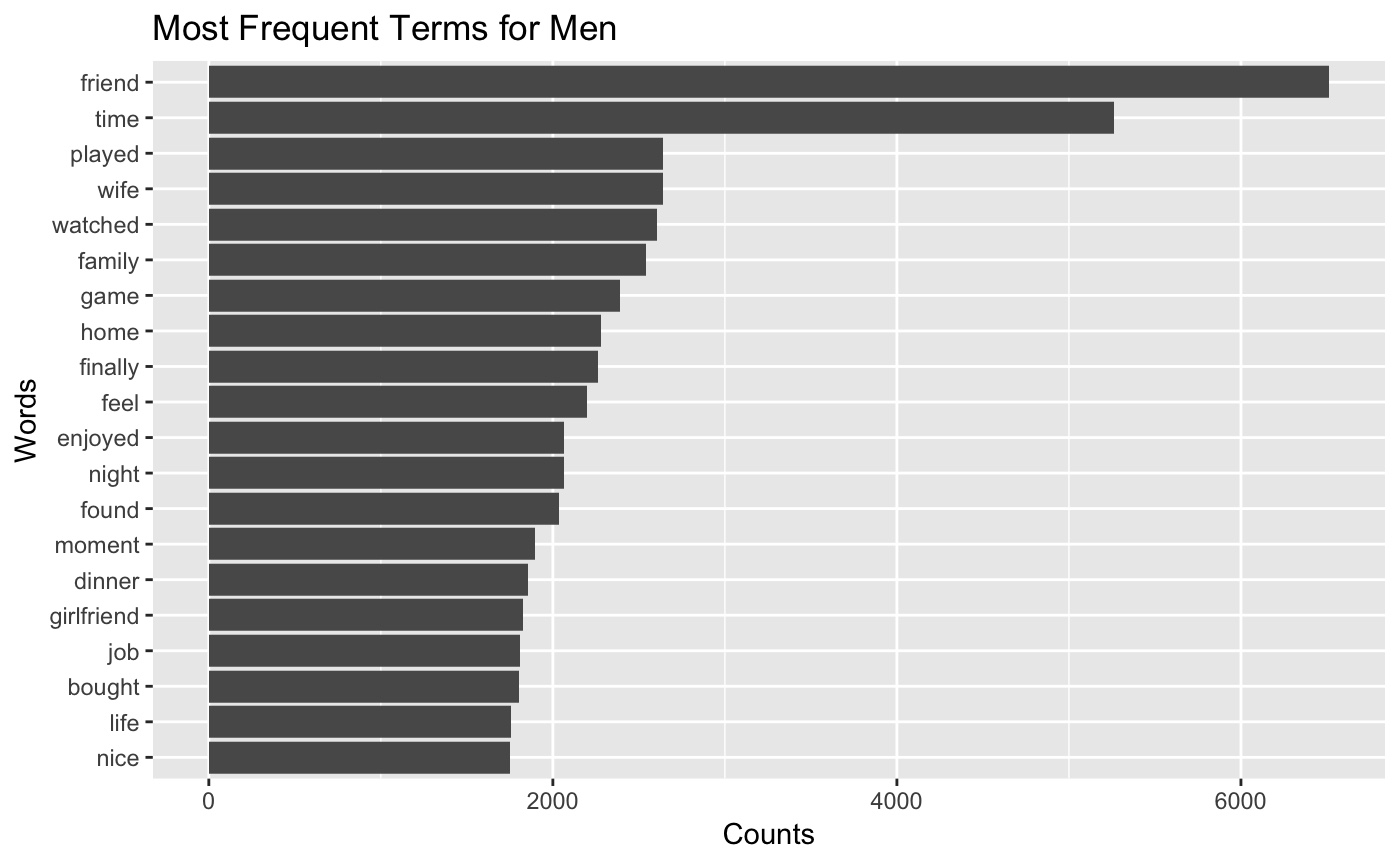 Most Frequent Terms for Men
Words
friend
time
played
wife
watched
family
game
home
finally
feel
enjoyed
night
found
moment
dinner
girlfriend
job
bought
life
nice
0 2000 4000 6000
Counts